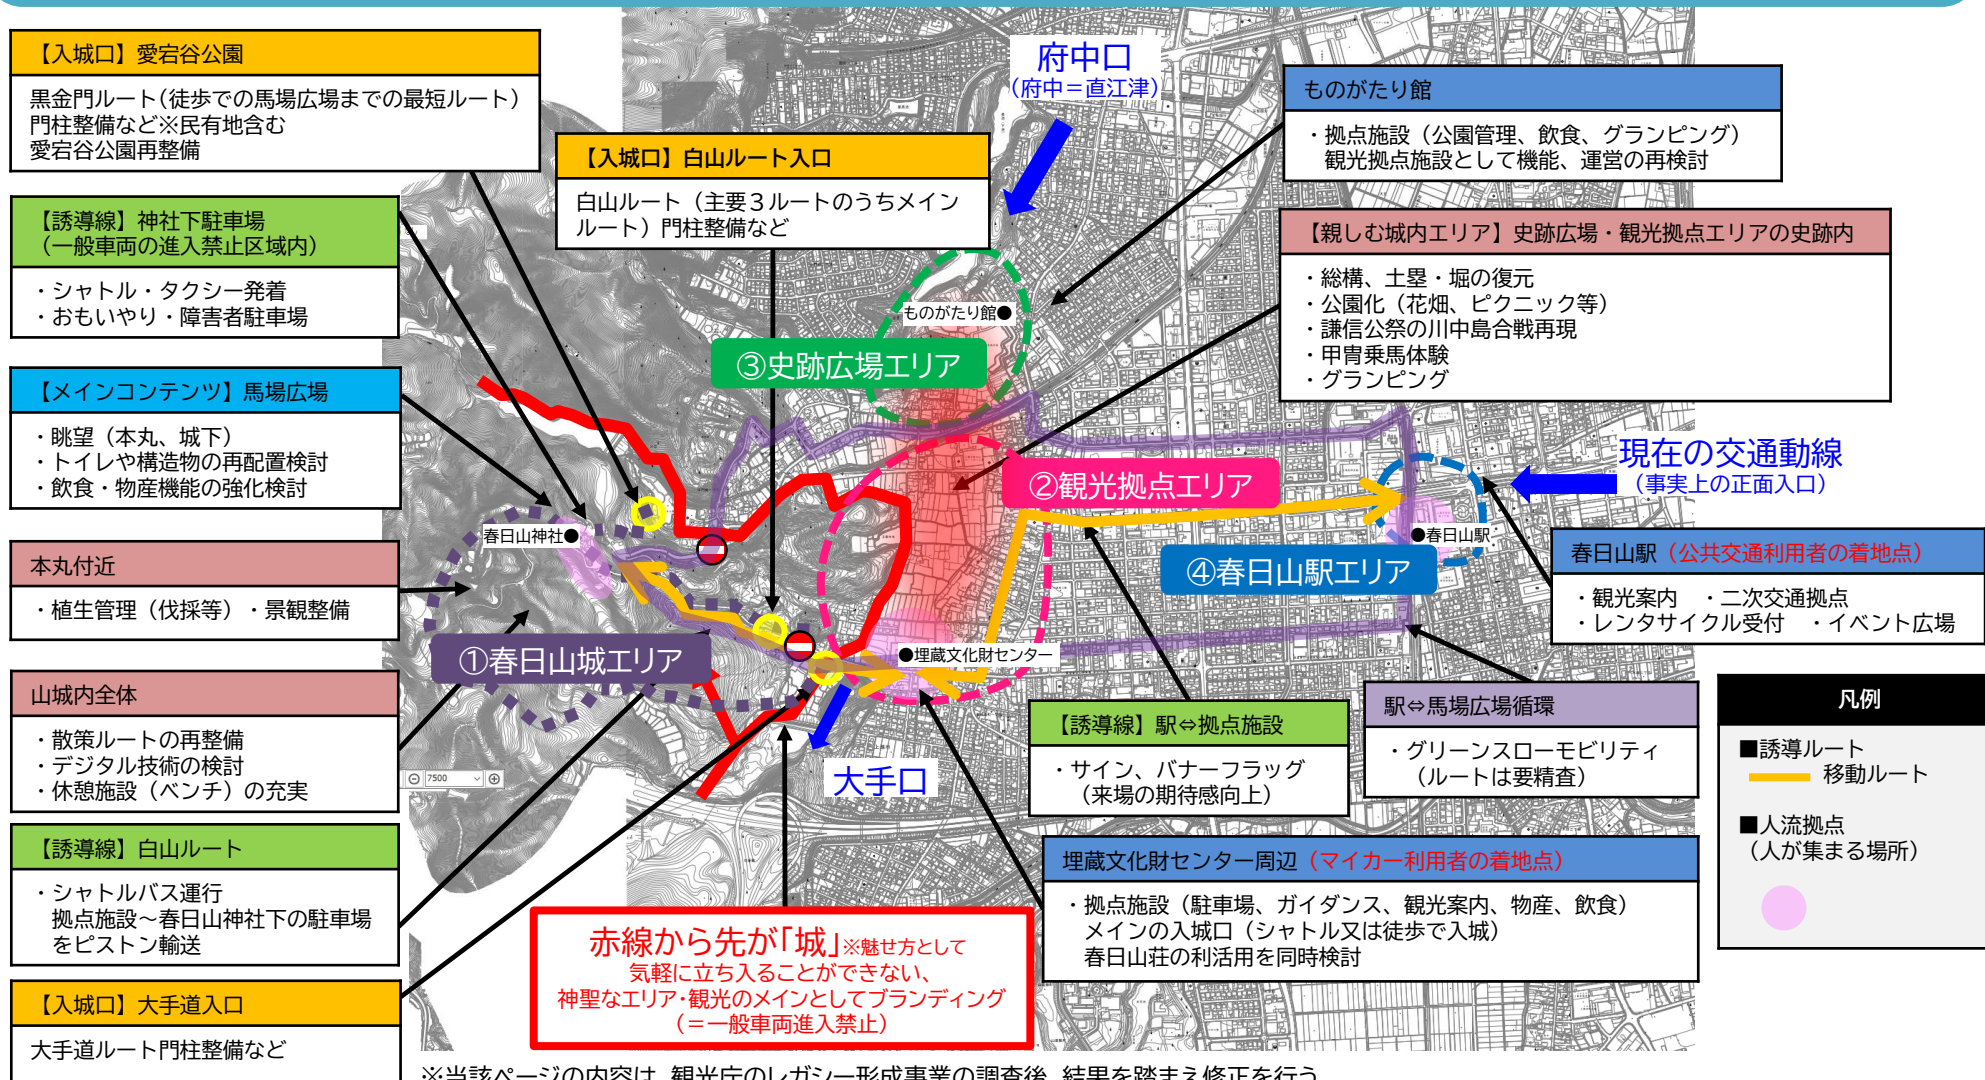 【入城口】愛宕谷公園
黒金門ルート(徒歩での馬場広場までの最短ルート)
門柱整備など※民有地含む
愛宕谷公園再整備
【誘導線】神社下駐車場
(一般車両の進入禁止区域内)
・シャトル・タクシー発着
・おもいやり・障害者駐車場
【メインコンテンツ】馬場広場
・眺望（本丸、城下）
・トイレや構造物の再配置検討
・飲食・物産機能の強化検討
本丸付近
・植生管理（伐採等）・景観整備
山城内全体
・散策ルートの再整備
・デジタル技術の検討
・休憩施設（ベンチ）の充実
【誘導線】白山ルート
・シャトルバス運行
拠点施設～春日山神社下の駐車場
をピストン輸送
【入城口】大手道入口
大手道ルート門柱整備など
【入城口】白山ルート入口
白山ルート（主要３ルートのうちメイン
ルート）門柱整備など
府中口
（府中＝直江津）
ものがたり館
・拠点施設（公園管理、飲食、グランピング）
観光拠点施設として機能、運営の再検討
【親しむ城内エリア】史跡広場・観光拠点エリアの史跡内
・総構、土塁・堀の復元
・公園化（花畑、ピクニック等）
・謙信公祭の川中島合戦再現
・甲冑乗馬体験
・グランピング
ものがたり館●
③史跡広場エリア
②観光拠点エリア
現在の交通動線
（事実上の正面入口）
春日山神社●
●春日山駅
④春日山駅エリア
春日山駅（公共交通利用者の着地点）
・観光案内　・二次交通拠点
・レンタサイクル受付　・イベント広場
①春日山城エリア
●埋蔵文化財センター
大手口
7500
【誘導線】駅⇔拠点施設
・サイン、バナーフラッグ
（来場の期待感向上）
駅⇔馬場広場循環
・グリーンスローモビリティ
（ルートは要精査）
凡例
■誘導ルート
移動ルート
■人流拠点
（人が集まる場所）
埋蔵文化財センター周辺（マイカー利用者の着地点）
・拠点施設（駐車場、ガイダンス、観光案内、物産、飲食）
メインの入城口（シャトル又は徒歩で入城）
春日山荘の利活用を同時検討
赤線から先が「城」※魅せ方として
気軽に立ち入ることができない、
神聖なエリア・観光のメインとしてブランディング
（＝一般車両進入禁止）
※当該ページの内容は、観光庁のレガシー形成事業の調査後、結果を踏まえ修正を行う